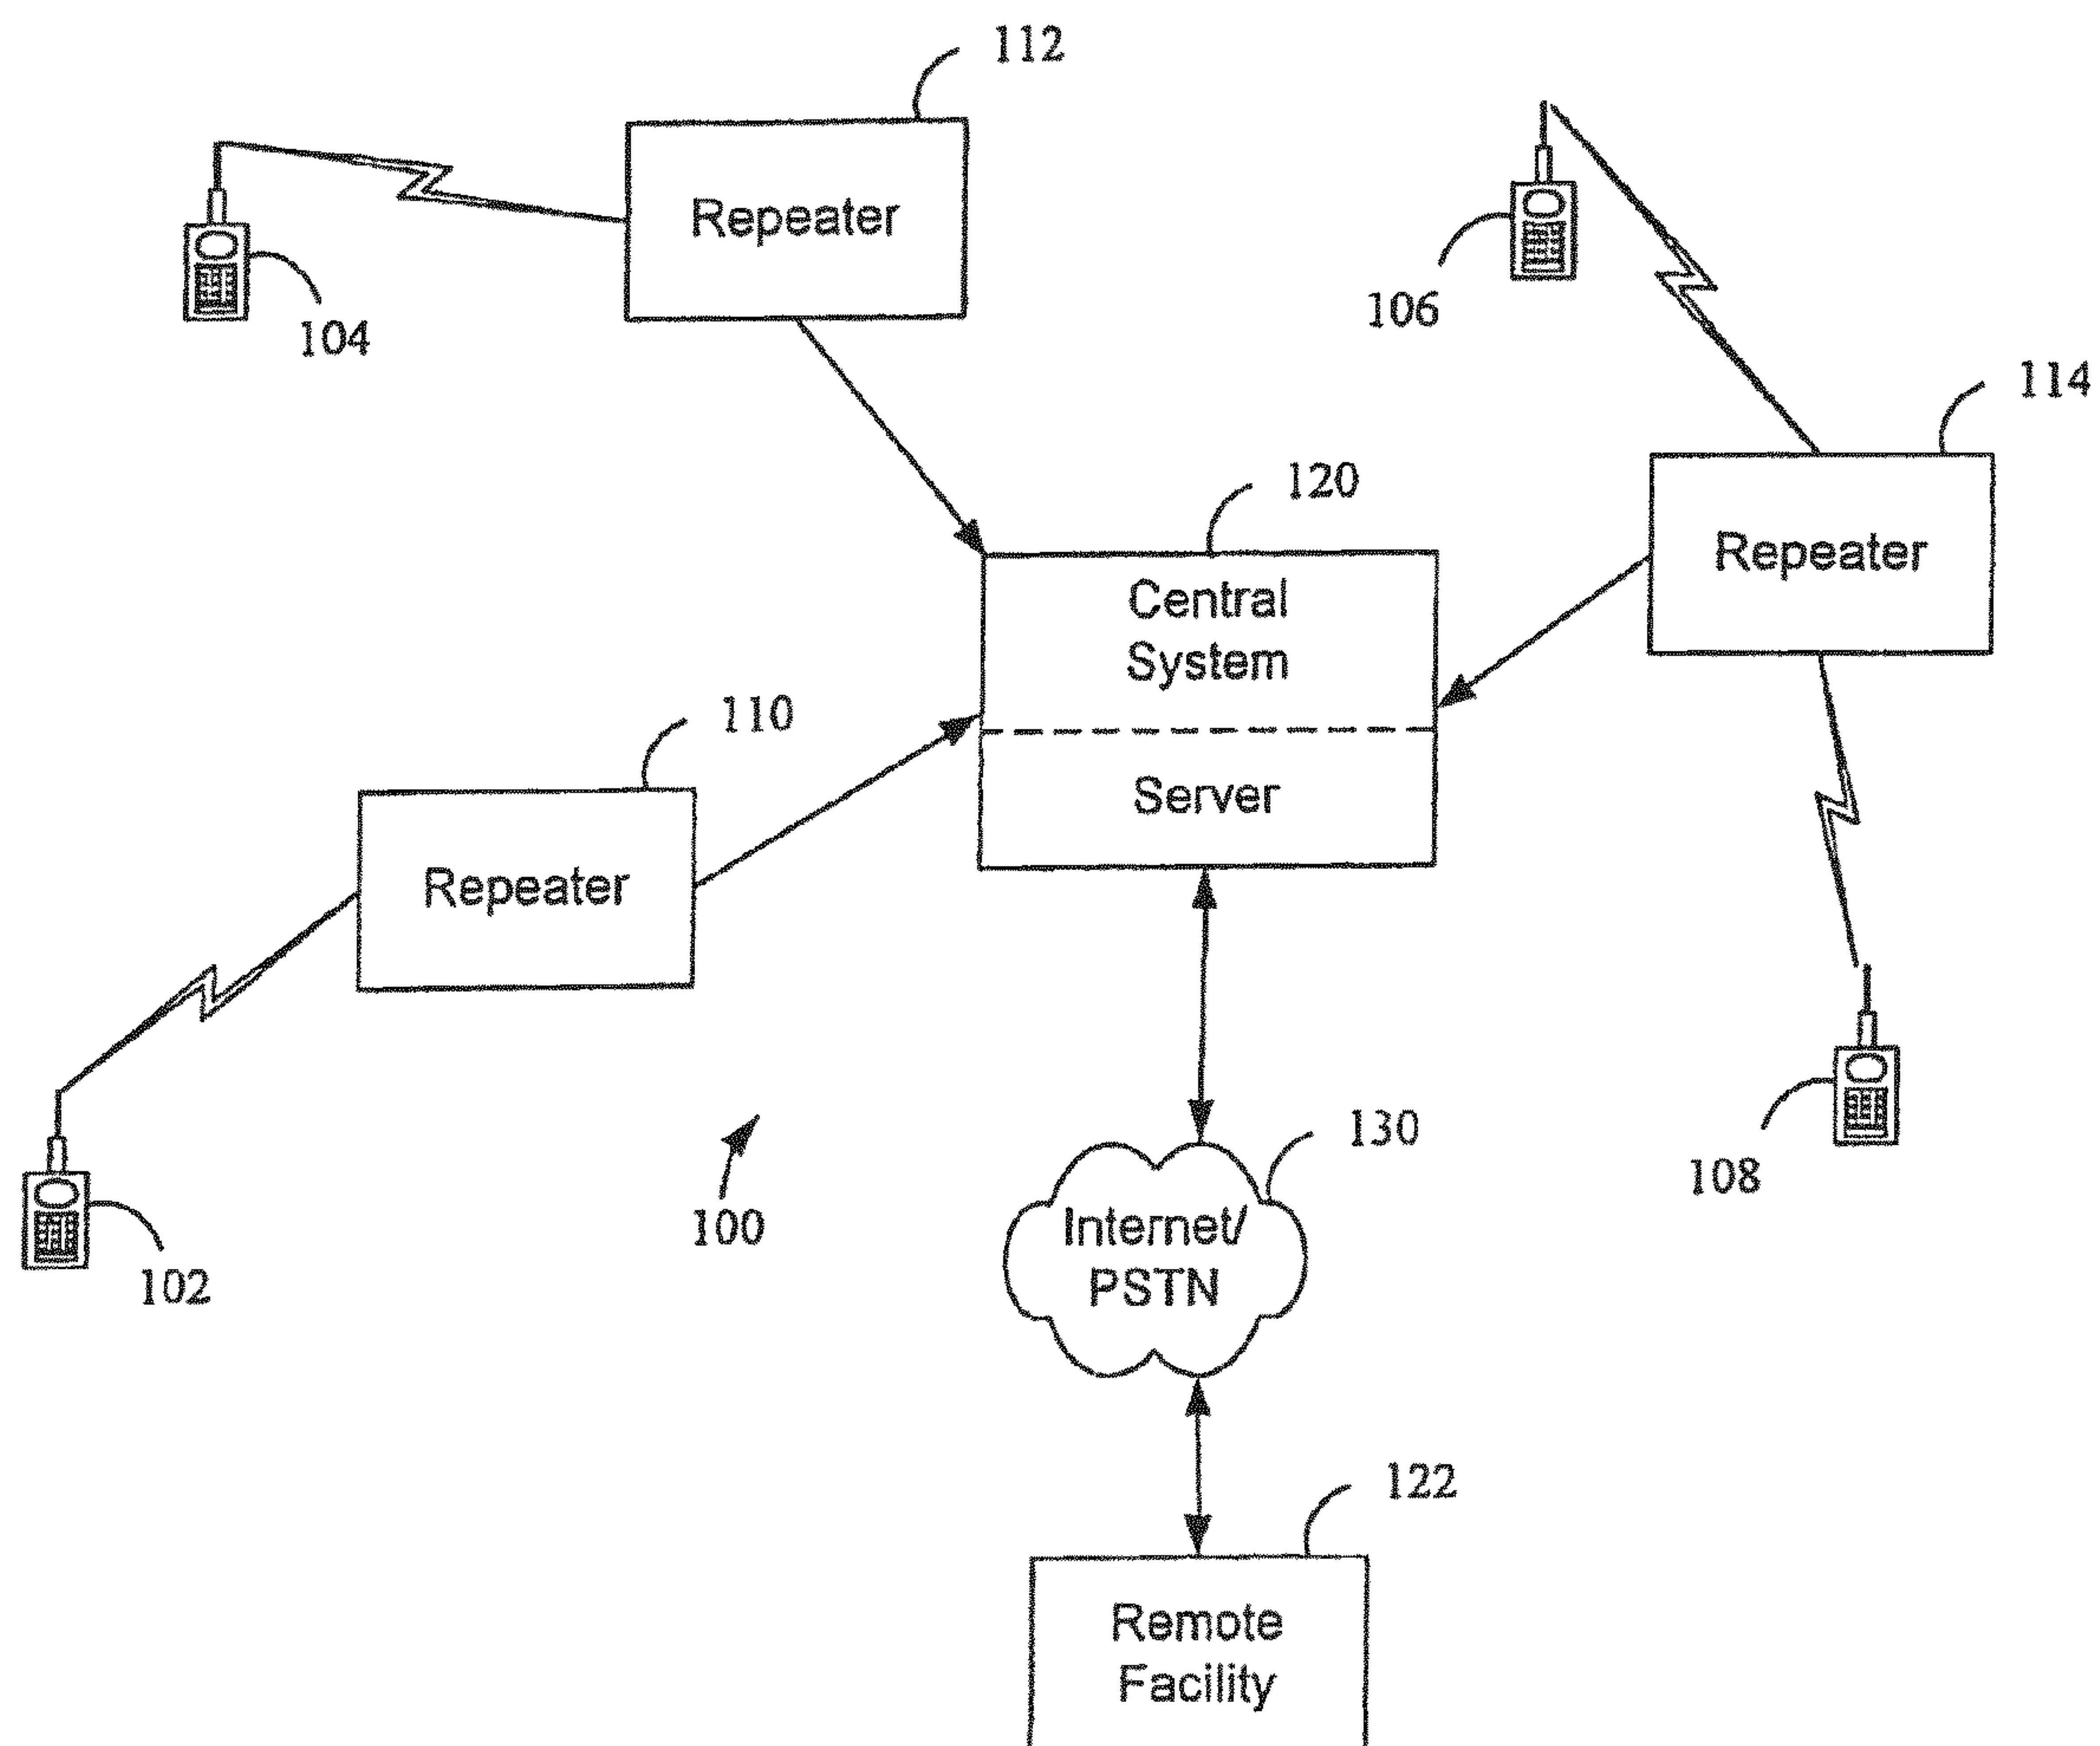 112
Repeater
104
106
114
Repeater
120
Central
System
Server
110
Repeater
102
100
130
Internet/
PSTN
108
122
Remote
Facility